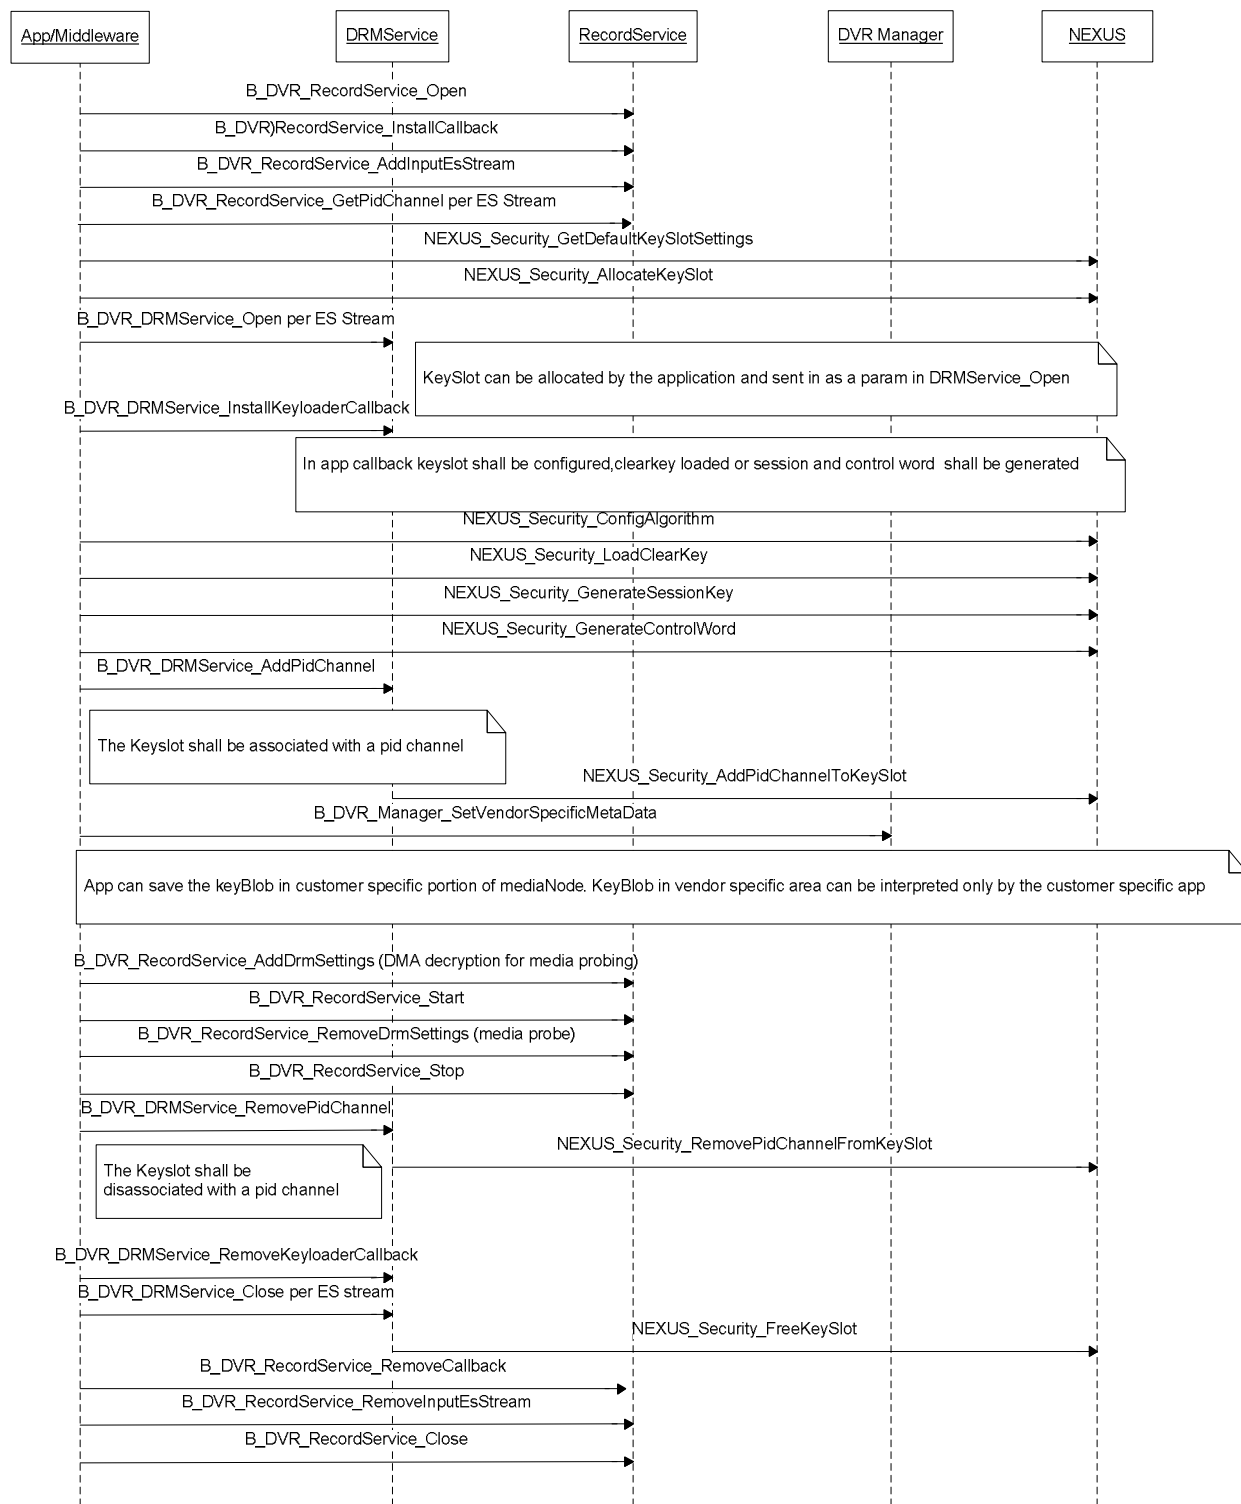 App/Middleware
DRMService
RecordService
DVR Manager
NEXUS
B_DVR_RecordService_Open
B_DVR)RecordService_InstallCallback
B_DVR_RecordService_AddInputEsStream
B_DVR_RecordService_GetPidChannel per ES Stream
NEXUS_Security_GetDefaultKeySlotSettings
NEXUS_Security_AllocateKeySlot
B_DVR_DRMService_Open per ES Stream
KeySlot can be allocated by the application and sent in as a param in DRMService_Open
B_DVR_DRMService_InstallKeyloaderCallback
In app callback keyslot shall be configured,clearkey loaded or session and control word  shall be generated
NEXUS_Security_ConfigAlgorithm
NEXUS_Security_LoadClearKey
NEXUS_Security_GenerateSessionKey
NEXUS_Security_GenerateControlWord
B_DVR_DRMService_AddPidChannel
The Keyslot shall be associated with a pid channel
NEXUS_Security_AddPidChannelToKeySlot
B_DVR_Manager_SetVendorSpecificMetaData
App can save the keyBlob in customer specific portion of mediaNode. KeyBlob in vendor specific area can be interpreted only by the customer specific app
B_DVR_RecordService_AddDrmSettings (DMA decryption for media probing)
B_DVR_RecordService_Start
B_DVR_RecordService_RemoveDrmSettings (media probe)
B_DVR_RecordService_Stop
B_DVR_DRMService_RemovePidChannel
NEXUS_Security_RemovePidChannelFromKeySlot
The Keyslot shall be
disassociated with a pid channel
B_DVR_DRMService_RemoveKeyloaderCallback
B_DVR_DRMService_Close per ES stream
NEXUS_Security_FreeKeySlot
B_DVR_RecordService_RemoveCallback
B_DVR_RecordService_RemoveInputEsStream
B_DVR_RecordService_Close